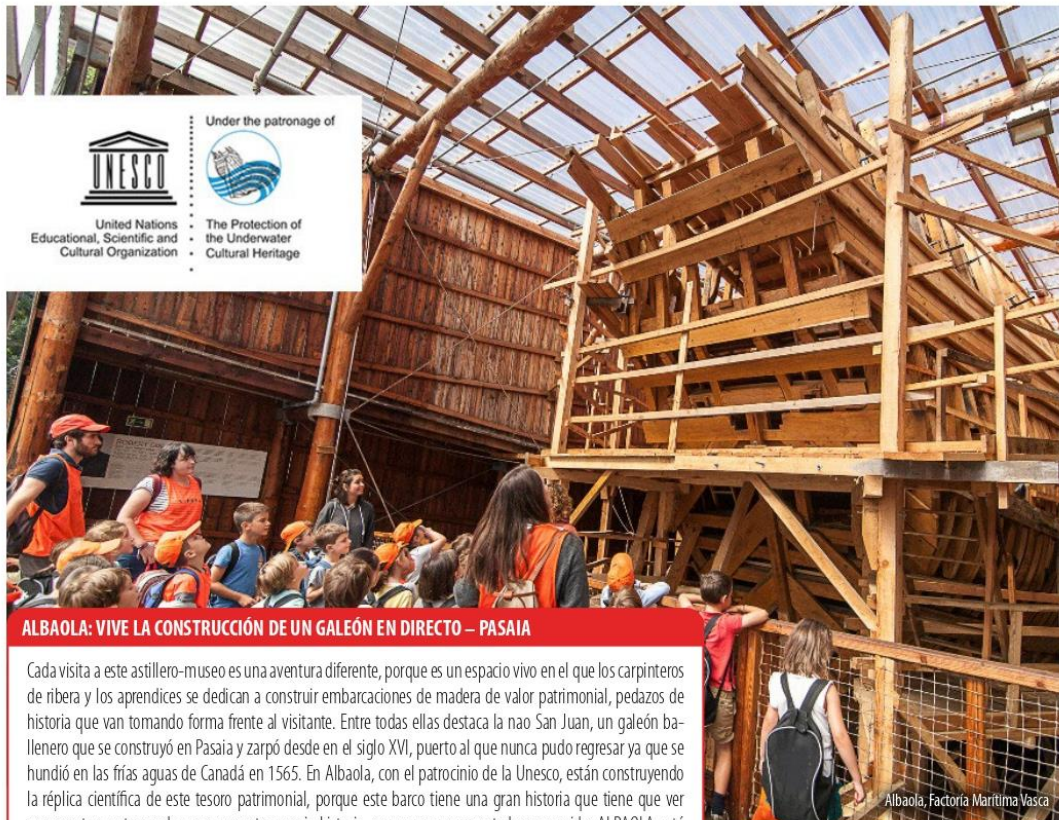 UNESCO
United Nations
Educational, Scientific and
Cultural Organization
Under the patronage of
The Protection of
the Underwater
Cultural Heritage
ALBAOLA: VIVE LA CONSTRUCCIÓN DE UN GALEÓN EN DIRECTO – PASAIA
Cada visita a este astillero-museo es una aventura diferente, porque es un espacio vivo en el que los carpinteros
de ribera y los aprendices se dedican a construir embarcaciones de madera de valor patrimonial, pedazos de
historia que van tomando forma frente al visitante. Entre todas ellas destaca la nao San Juan, un galeón ba-
llenero que se construyó en Pasaia y zarpó desde en el siglo XVI, puerto al que nunca pudo regresar ya que se
hundió en las frías aguas de Canadá en 1565. En Albaola, con el patrocinio de la Unesco, están construyendo
la réplica científica de este tesoro patrimonial, porque este barco tiene una gran historia que tiene que ver
Albaola, Factoría Marítima Vasca